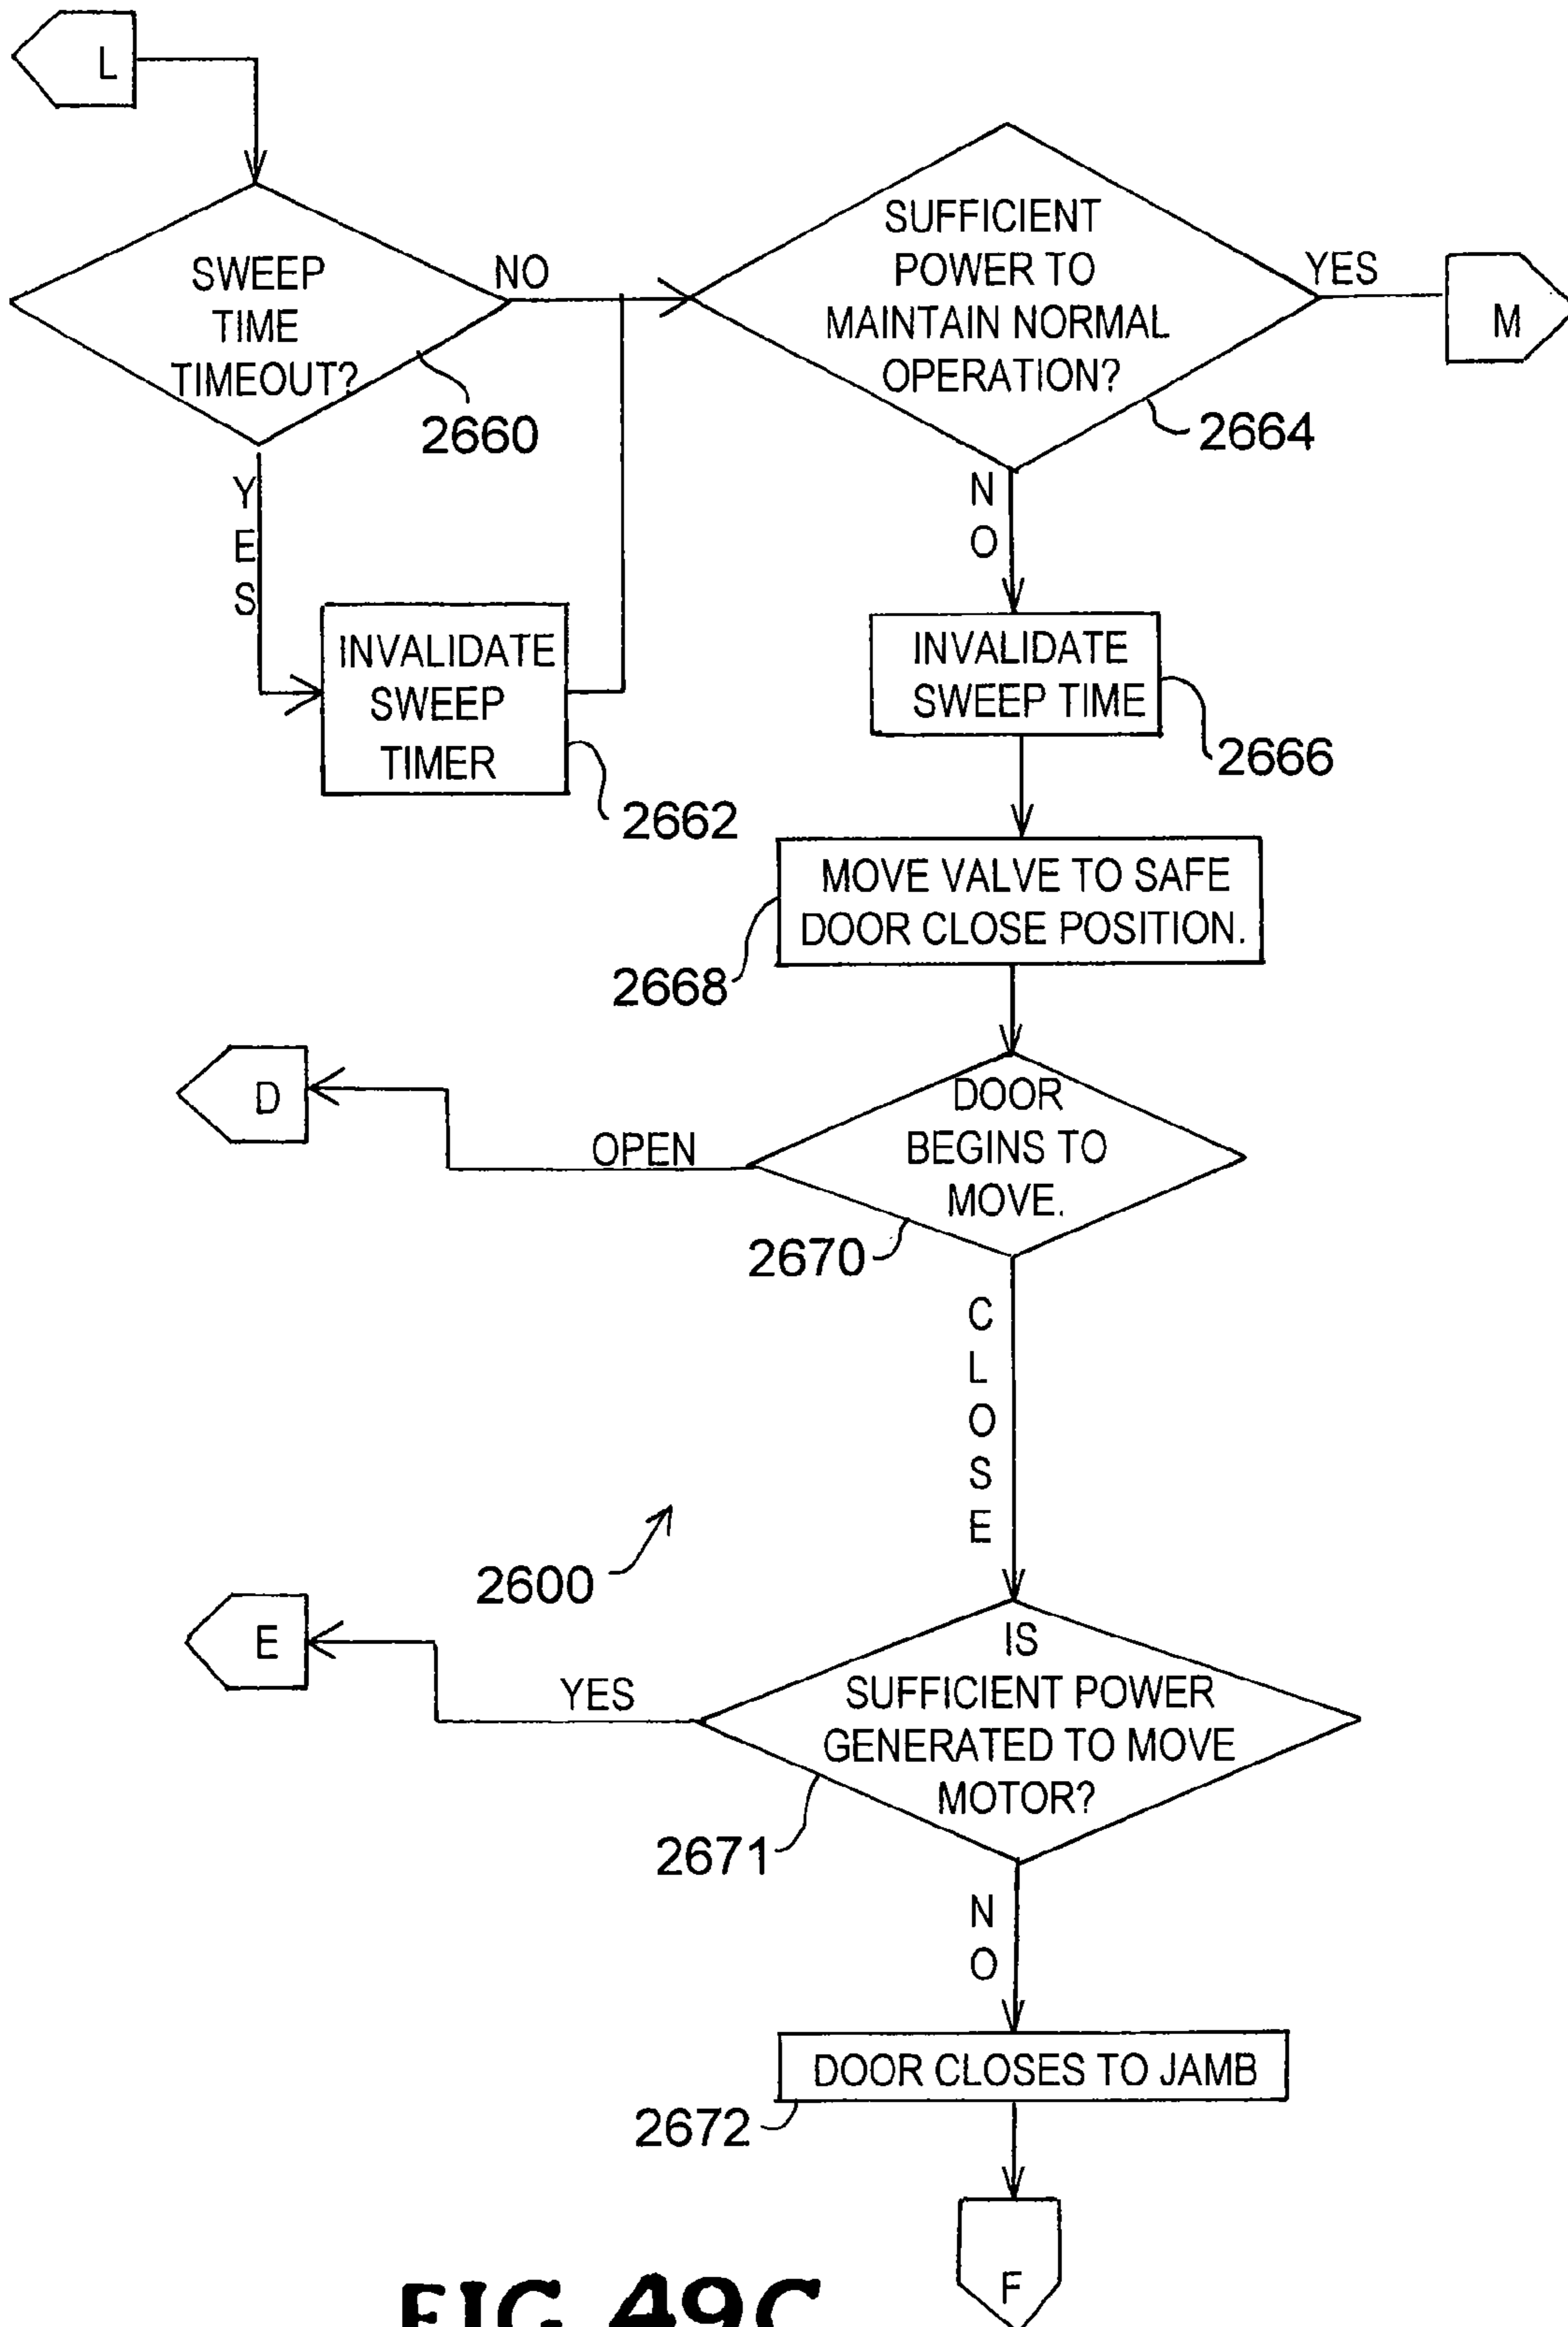 L
SWEEP
TIME
TIMEOUT?
NO
2660
YES
INVALIDATE
SWEEP
TIMER
2662
SUFFICIENT
POWER TO
MAINTAIN NORMAL
OPERATION?
YES
M
2664
NO
INVALIDATE
SWEEP TIME
2666
MOVE VALVE TO SAFE
DOOR CLOSE POSITION.
2668
DOOR
BEGINS TO
MOVE.
OPEN
D
2670
CLOSE
2600
IS
SUFFICIENT POWER
GENERATED TO MOVE
MOTOR?
YES
E
2671
NO
DOOR CLOSES TO JAMB
2672
F
FIG 49C